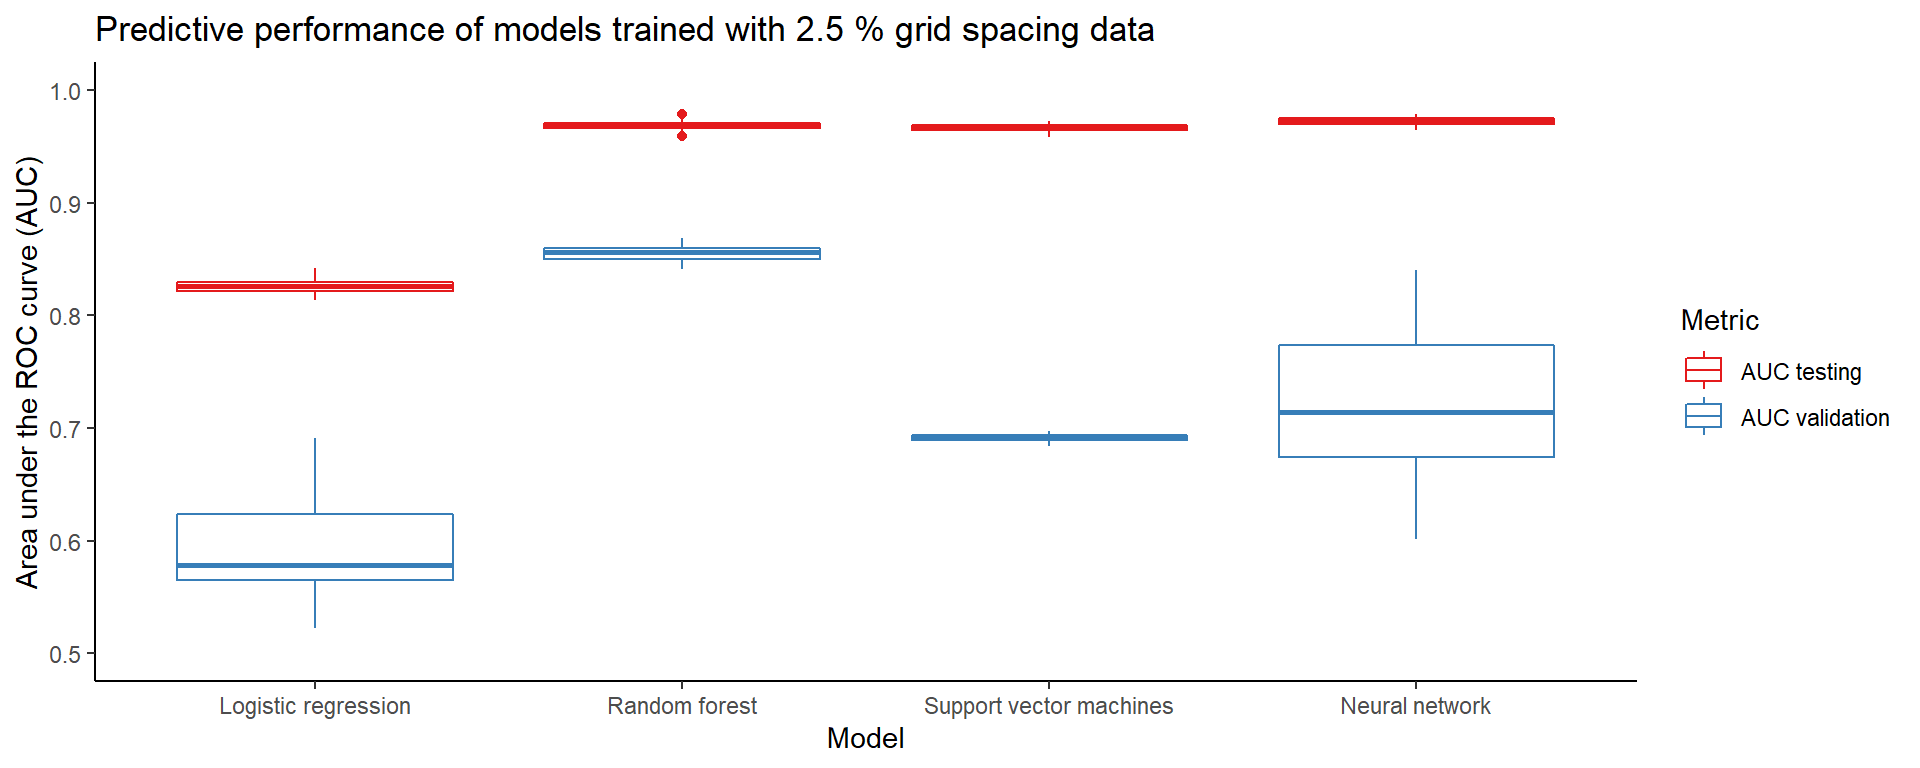 Predictive performance of models trained with 2.5 % grid spacing data
Area under the ROC curve (AUC)
1.0
0.9
0.8
0.7
0.6
0.5
Logistic regression
Random forest
Support vector machines
Neural network
Model
Metric
AUC testing
AUC validation